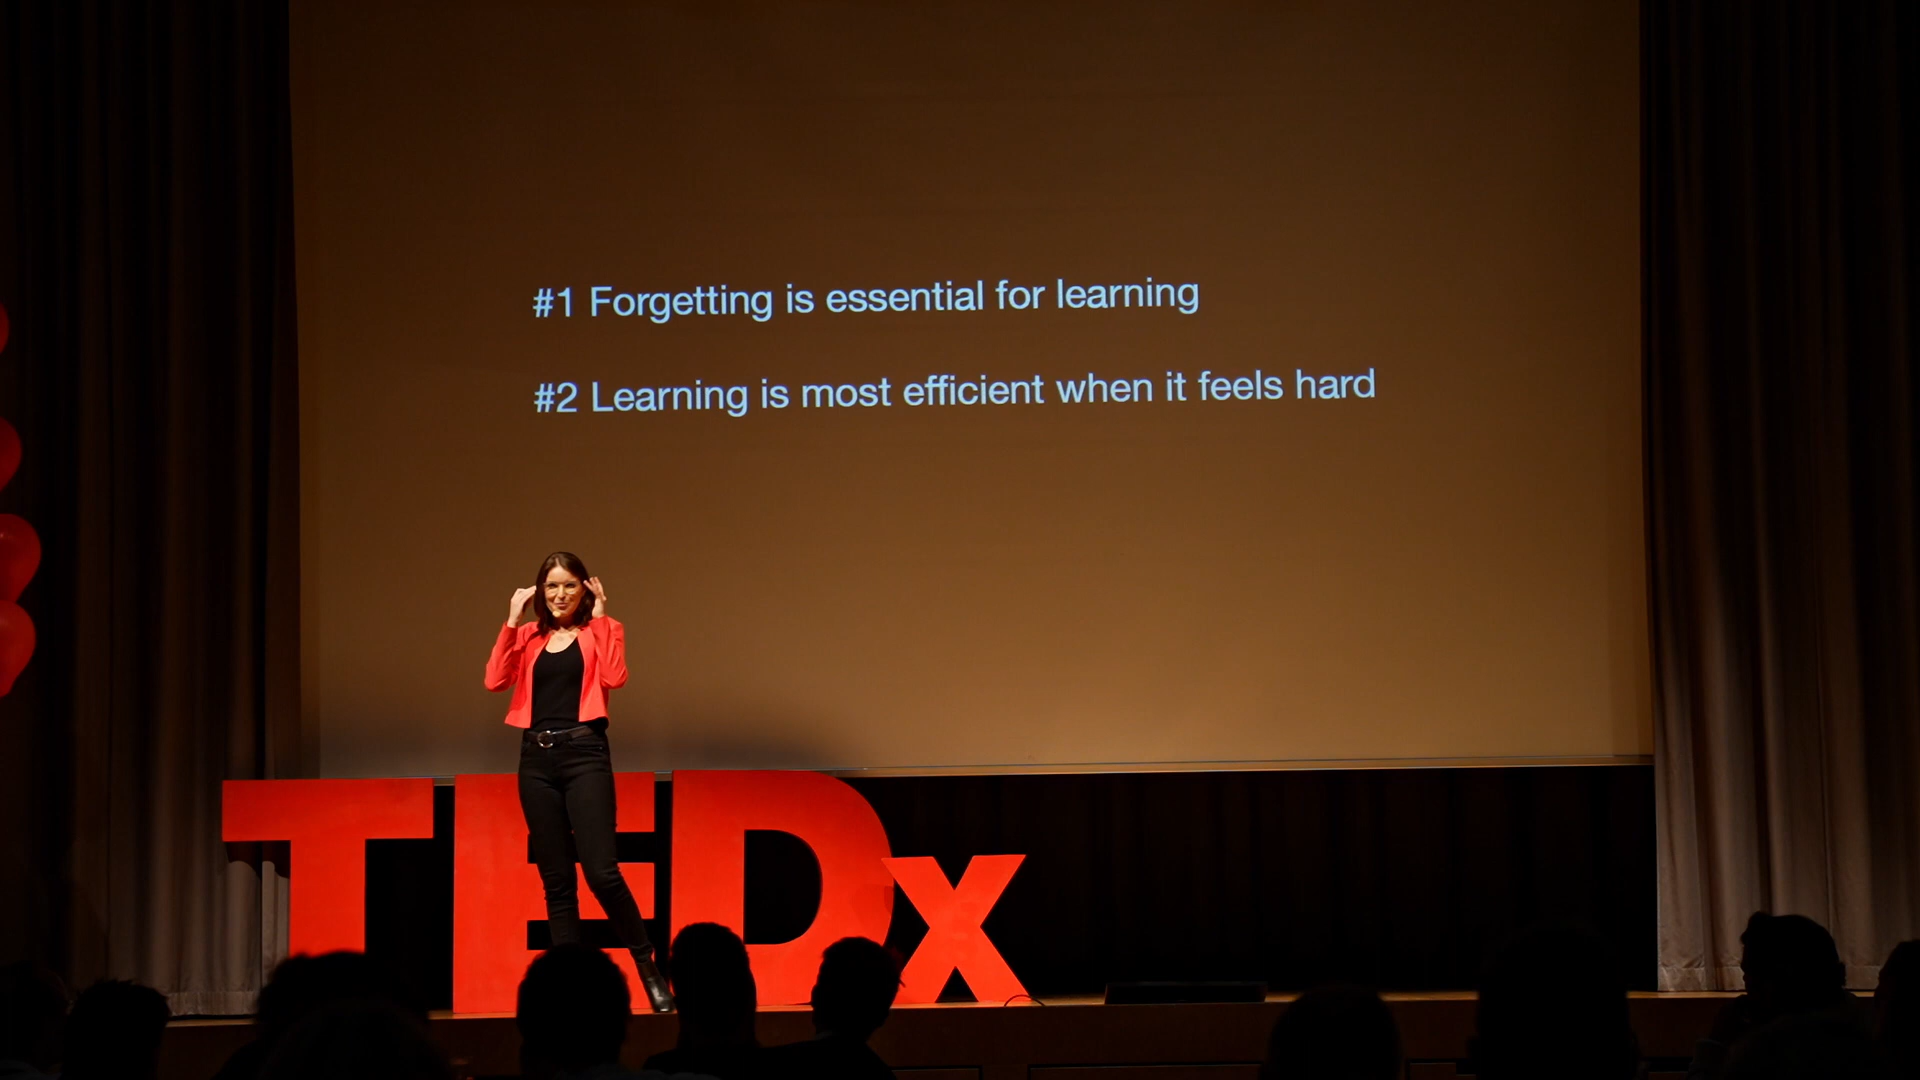 #1 Forgetting is essential for learning
#2 Learning is most efficient when it feels hard
TEDx